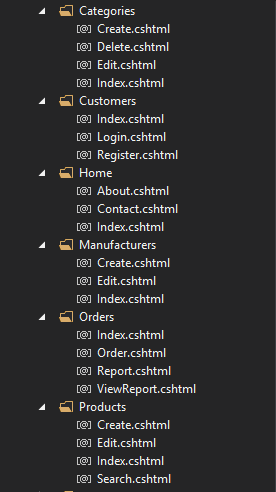 Categories
Create.cshtml
Delete.cshtml
Edit.cshtml
Index.cshtml
Customers
Index.cshtml
Login.cshtml
Register.cshtml
Home
About.cshtml
Contact.cshtml
Index.cshtml
Manufacturers
Create.cshtml
Edit.cshtml
Index.cshtml
Orders
Index.cshtml
Order.cshtml
Report.cshtml
ViewReport.cshtml
Products
Create.cshtml
Edit.cshtml
Index.cshtml
Search.cshtml